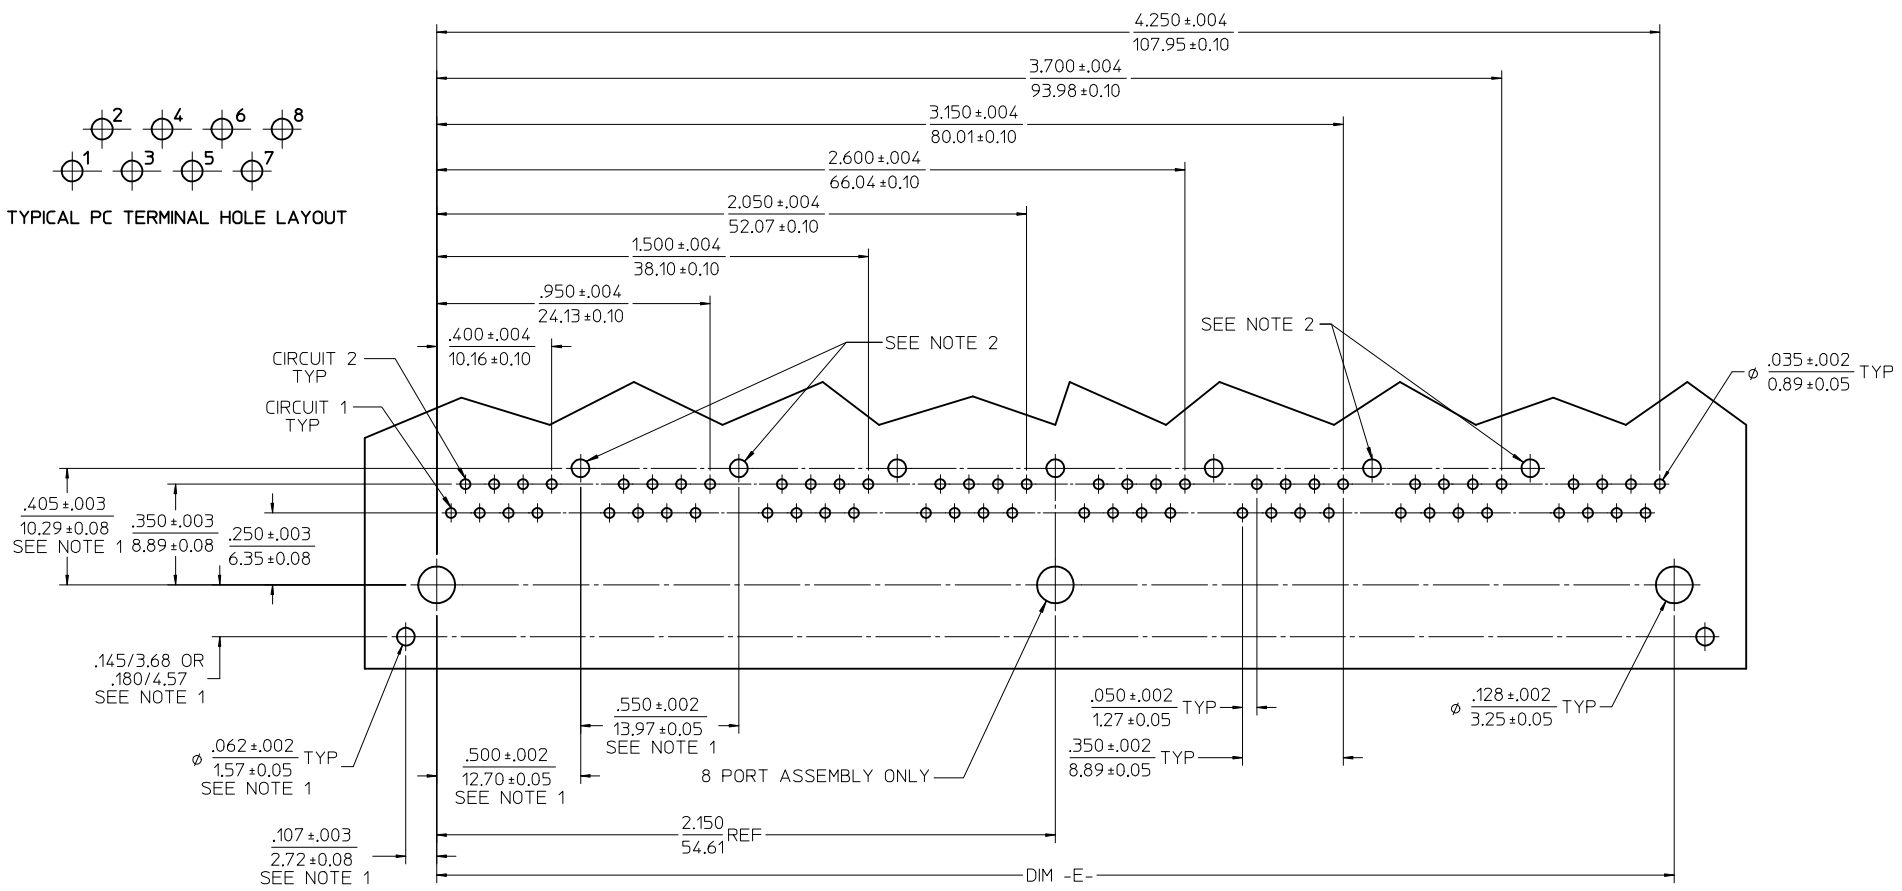 4.250±.004
107.95±0.10
3.700±.004
93.98±0.10
3.150±.004
80.01±0.10
2.600±.004
66.04±0.10
2.050±.004
52.07±0.10
1.500±.004
38.10±0.10
.950±.004
24.13±0.10
.400±.004
10.16±0.10
2 4 6 8
1 3 5 7
TYPICAL PC TERMINAL HOLE LAYOUT
SEE NOTE 2
SEE NOTE 2
CIRCUIT 2
TYP
CIRCUIT 1
TYP
ø .035±.002 TYP
0.89±0.05
.405±.003
10.29±0.08
SEE NOTE 1
.350±.003
8.89±0.08
.250±.003
6.35±0.08
.145/3.68 OR
.180/4.57
SEE NOTE 1
ø .062±.002 TYP
1.57±0.05
SEE NOTE 1
.107±.003
2.72±0.08
SEE NOTE 1
.500±.002
12.70±0.05
SEE NOTE 1
.550±.002
13.97±0.05
SEE NOTE 1
8 PORT ASSEMBLY ONLY
.050±.002 TYP
1.27±0.05
.350±.002 TYP
8.89±0.05
ø .128±.002 TYP
3.25±0.05
2.150 REF
54.61
DIM -E-